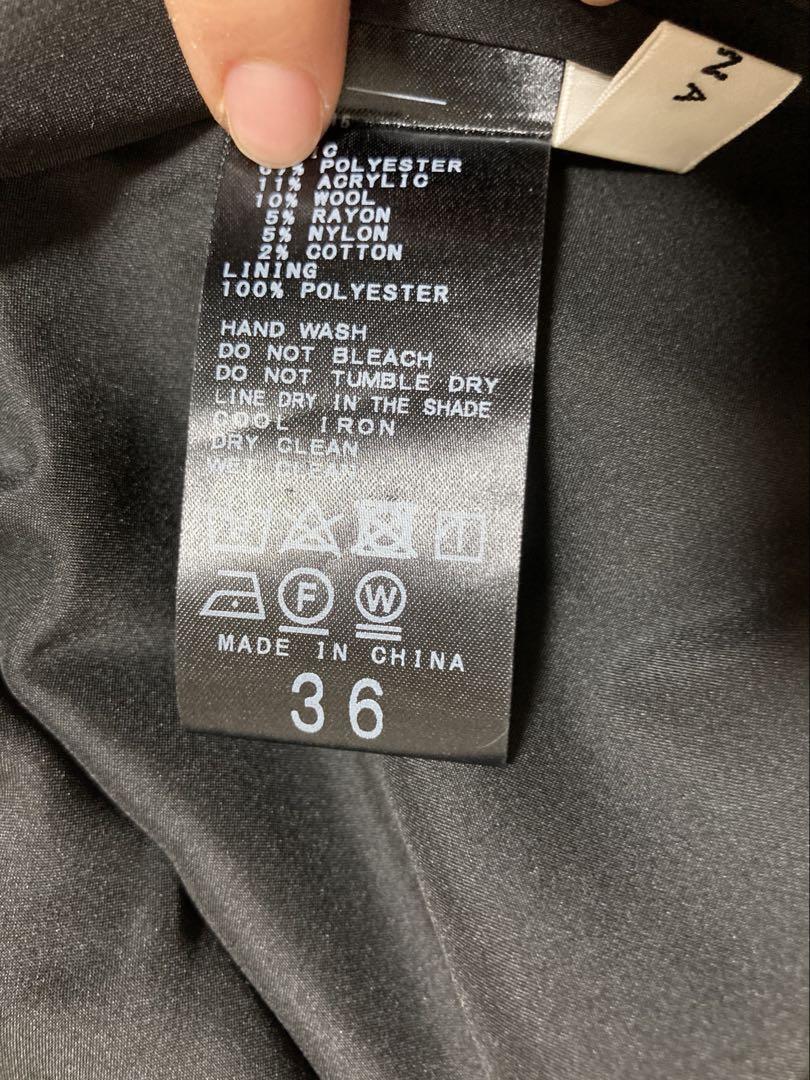 NA
POLYESTER
11% ACRYLIC
10% WOOL
5% RAYON
5% NYLON
2% COTTON
LINING
100% POLYESTER
HAND WASH
DO NOT BLEACH
DO NOT TUMBLE DRY
LINE DRY IN THE SHADE
COOL IRON
DRY CLEAN
WET CLEAN
F
W
MADE IN CHINA
36